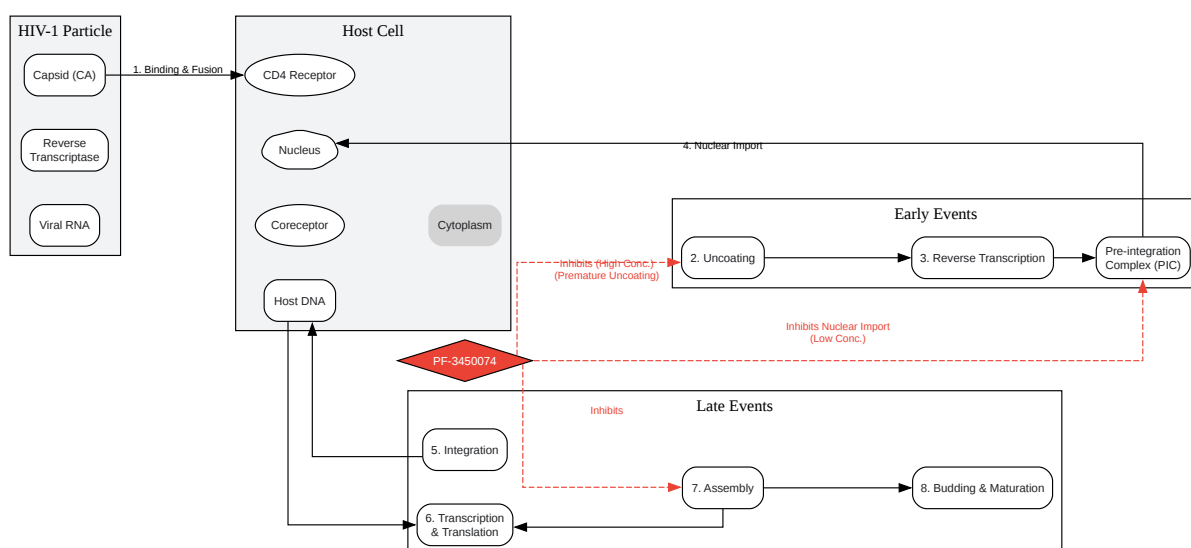 HIV-1 Particle
Capsid (CA)
Reverse
Transcriptase
Viral RNA
1. Binding & Fusion
Host Cell
CD4 Receptor
Nucleus
Coreceptor
Cytoplasm
Host DNA
4. Nuclear Import
Early Events
2. Uncoating
3. Reverse Transcription
Pre-integration
Complex (PIC)
Inhibits (High Conc.)
(Premature Uncoating)
Inhibits Nuclear Import
(Low Conc.)
PF-3450074
Inhibits
Late Events
5. Integration
7. Assembly
8. Budding & Maturation
6. Transcription
& Translation